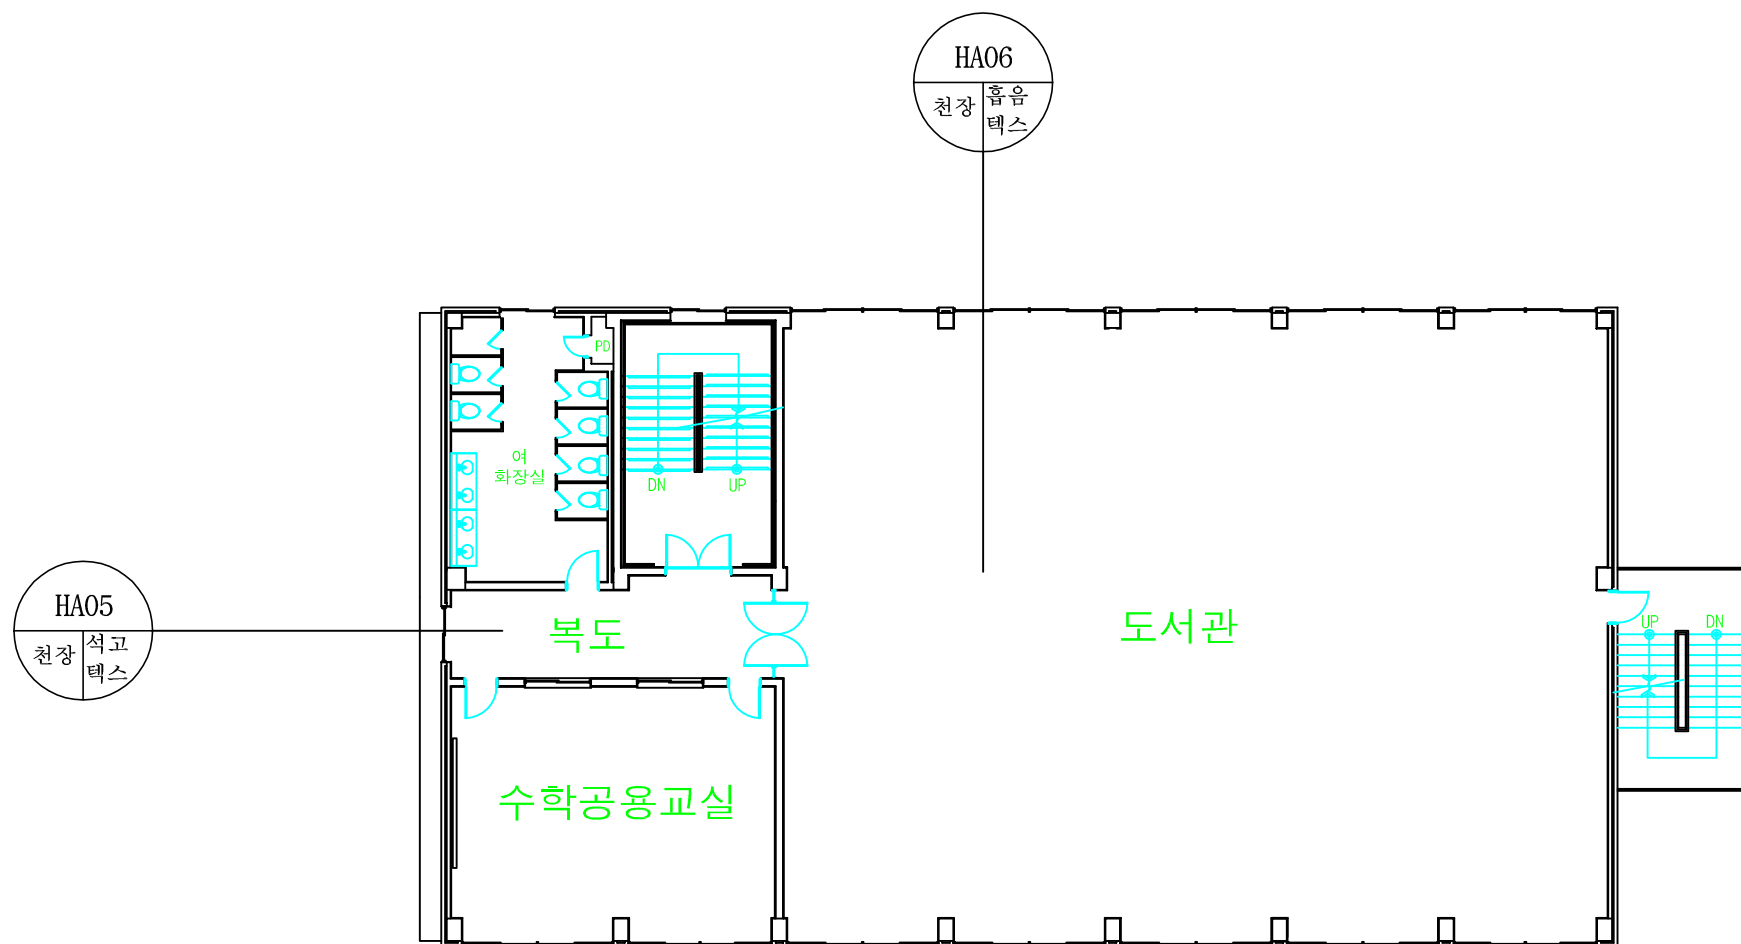 HA06
천장 흡음
텍스
PD
여
화장실
DN UP
HA05
천장 석고
텍스
복도
도서관
UP DN
수학공용교실